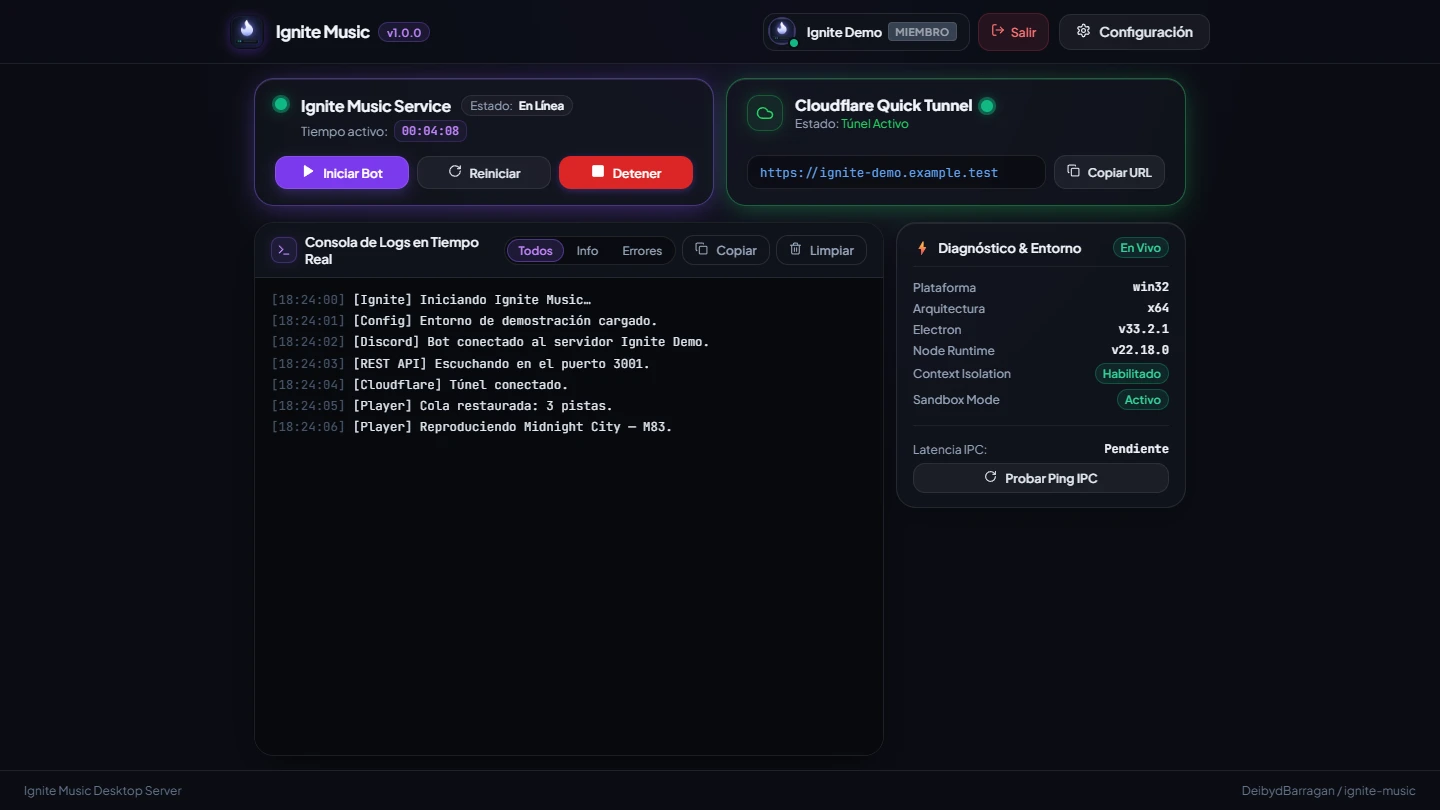 Ignite Music v1.0.0
Ignite Demo MIEMBRO Salir Configuración
Ignite Music Service Estado: En Línea
Tiempo activo: 00:04:08
Iniciar Bot Reiniciar Detener
Cloudflare Quick Tunnel
Estado: Túnel Activo
https://ignite-demo.example.test Copiar URL
Consola de Logs en Tiempo
Real
Todos Info Errores Copiar Limpiar
[18:24:00] [Ignite] Iniciando Ignite Music…
[18:24:01] [Config] Entorno de demostración cargado.
[18:24:02] [Discord] Bot conectado al servidor Ignite Demo.
[18:24:03] [REST API] Escuchando en el puerto 3001.
[18:24:04] [Cloudflare] Túnel conectado.
[18:24:05] [Player] Cola restaurada: 3 pistas.
[18:24:06] [Player] Reproduciendo Midnight City — M83.
Diagnóstico & Entorno En Vivo
Plataforma win32
Arquitectura x64
Electron v33.2.1
Node Runtime v22.18.0
Context Isolation Habilitado
Sandbox Mode Activo
Latencia IPC: Pendiente
Probar Ping IPC
Ignite Music Desktop Server
DeibydBarragan / ignite-music